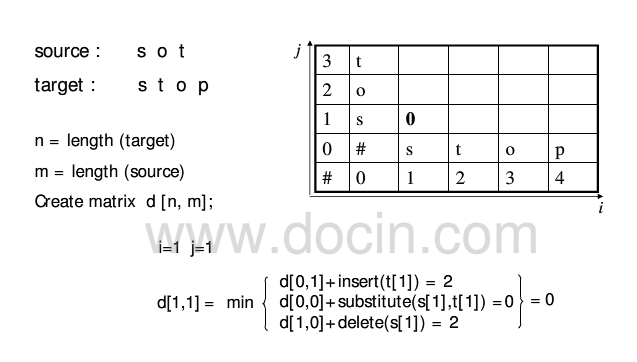 source : s o t
target : s t o p
n = length (target)
m = length (source)
Create matrix d [n, m];
j
3 t
2 o
1 s 0
0 # s t o p
# 0 1 2 3 4
i
www.docin.com
i=1 j=1
d[0,1]+insert(t[1]) = 2
d[1,1] = min d[0,0]+substitute(s[1],t[1]) =0 = 0
d[1,0]+delete(s[1]) = 2